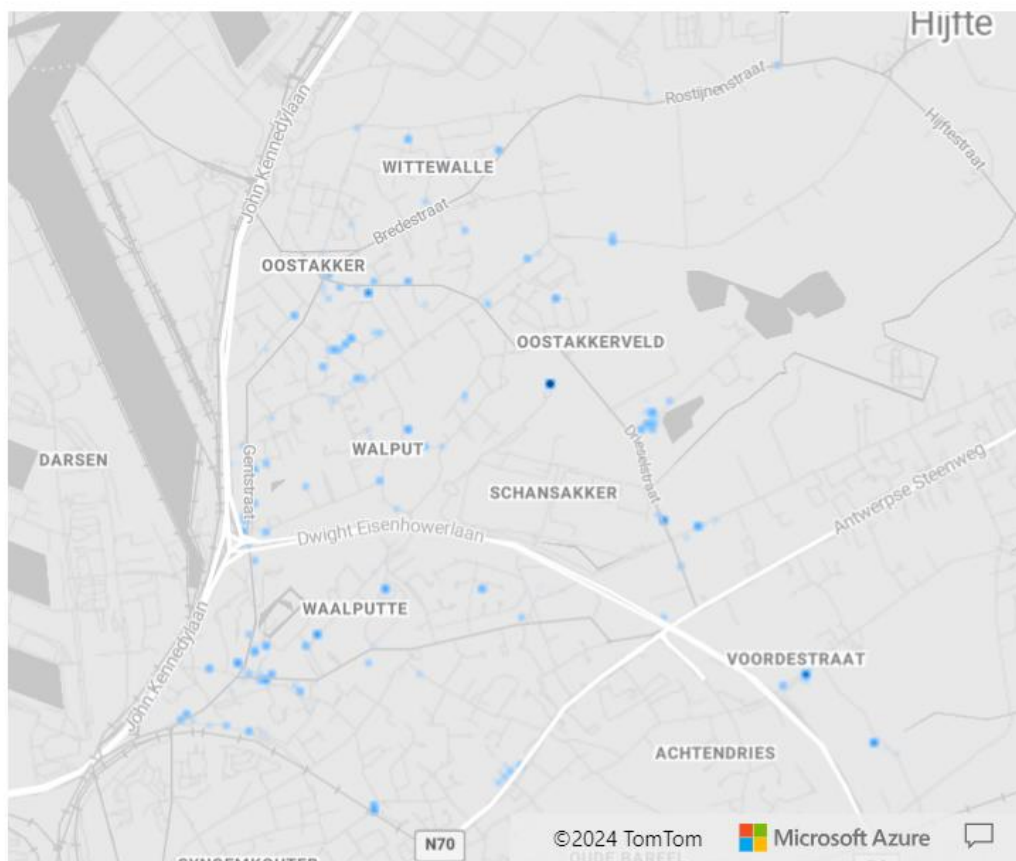 Hijfte
Rostijnenstraat
Hijftestraat
John Kennedylaan
WITTEWALLE
Bredestraat
OOSTAKKER
OOSTAKKERVELD
DARSEN
WALPUT
Gentstraat
Drieselstraat
SCHANSAKKER
Antwerpse Steenweg
Dwight Eisenhowerlaan
WAALPUTTE
John Kennedylaan
VOORDESTRAAT
ACHTENDRIES
N70
©2024 TomTom
Microsoft Azure